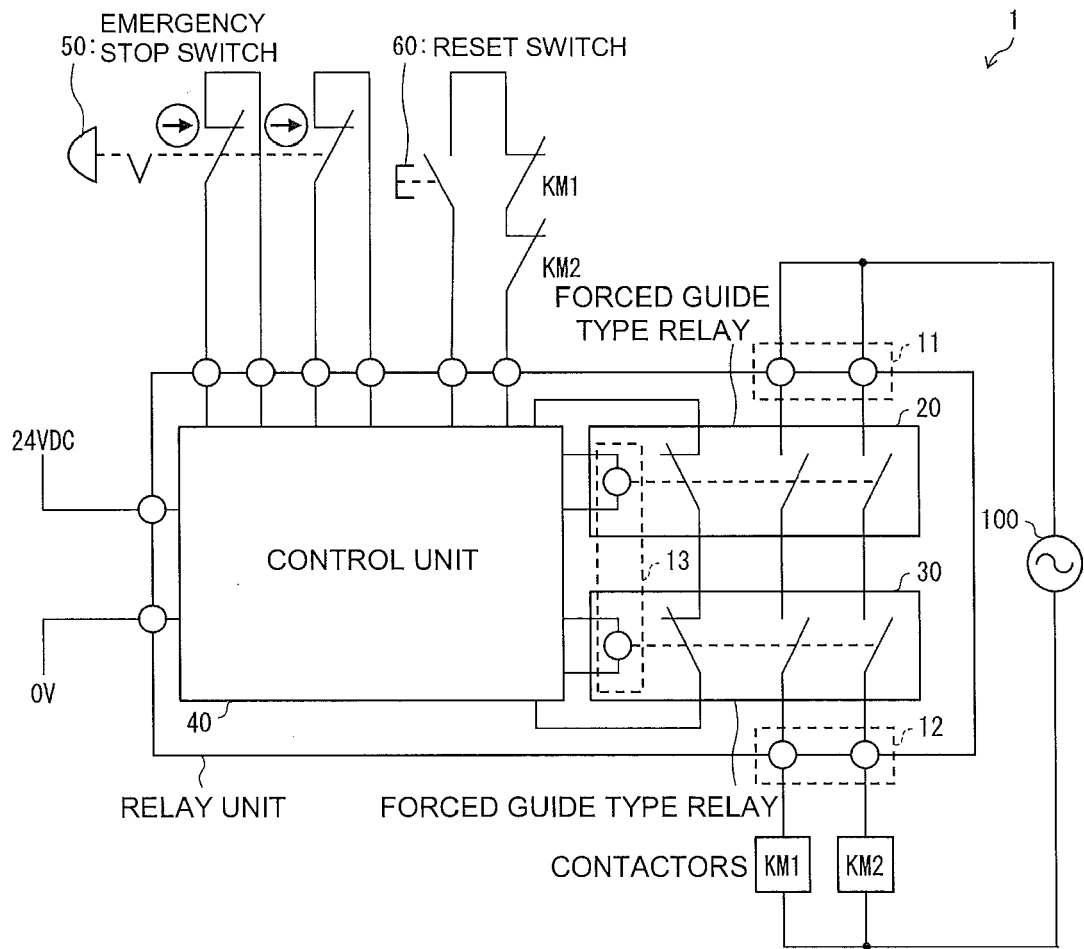 EMERGENCY
50: STOP SWITCH
60: RESET SWITCH
1
KM1
KM2
FORCED GUIDE
TYPE RELAY
11
20
24VDC
CONTROL UNIT
13
100
30
0V
40
12
RELAY UNIT
FORCED GUIDE TYPE RELAY
CONTACTORS
KM1
KM2